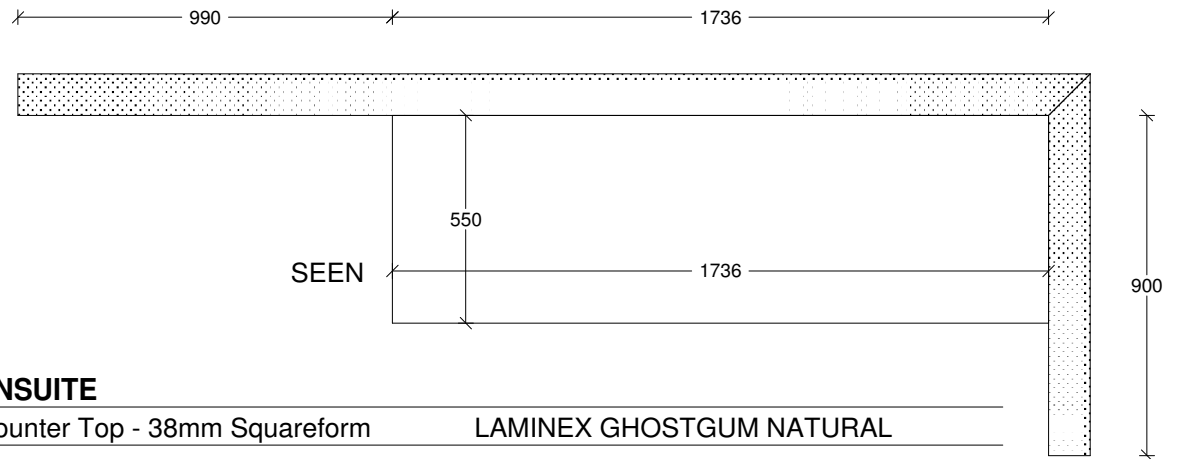 990 1736
550
SEEN 1736
900
NSUITE
ounter Top - 38mm Squareform LAMINEX GHOSTGUM NATURAL